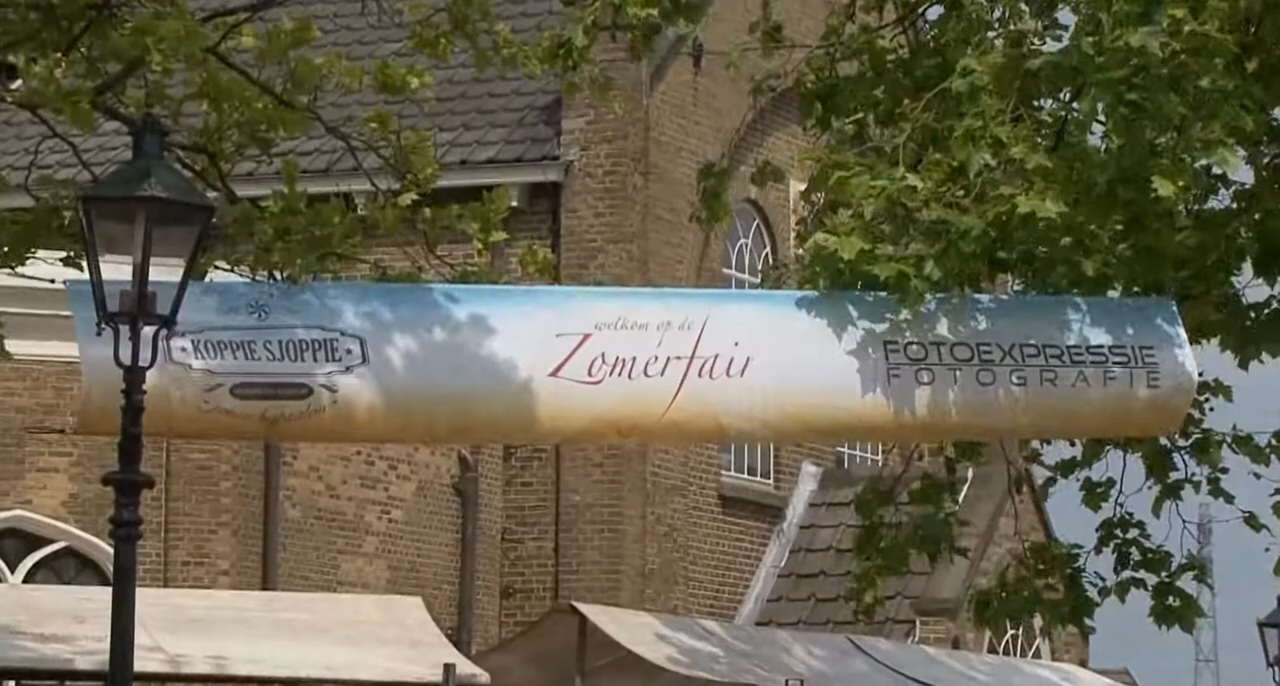 KOPPIE SJOPPIE
welkom op de
Zomerfair
FOTOEXPRESSIE
FOTOGRAFIE